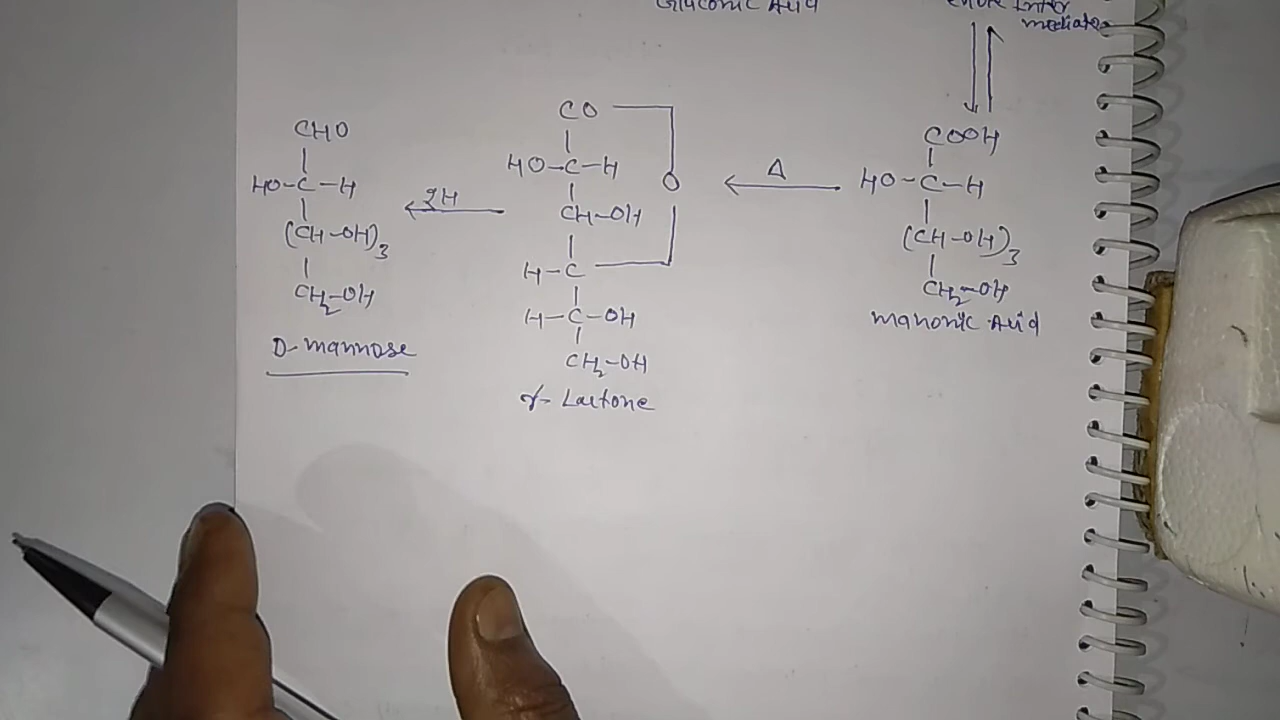 Gluconic Acid
enole Inter
mediate
CHO
HO-C-H
(CH-OH)3
CH2-OH
D-mannose
2H
CO
HO-C-H
O
CH-OH
H-C
H-C-OH
CH2-OH
γ-Lactone
Δ
COOH
HO-C-H
(CH-OH)3
CH2-OH
manonic Acid